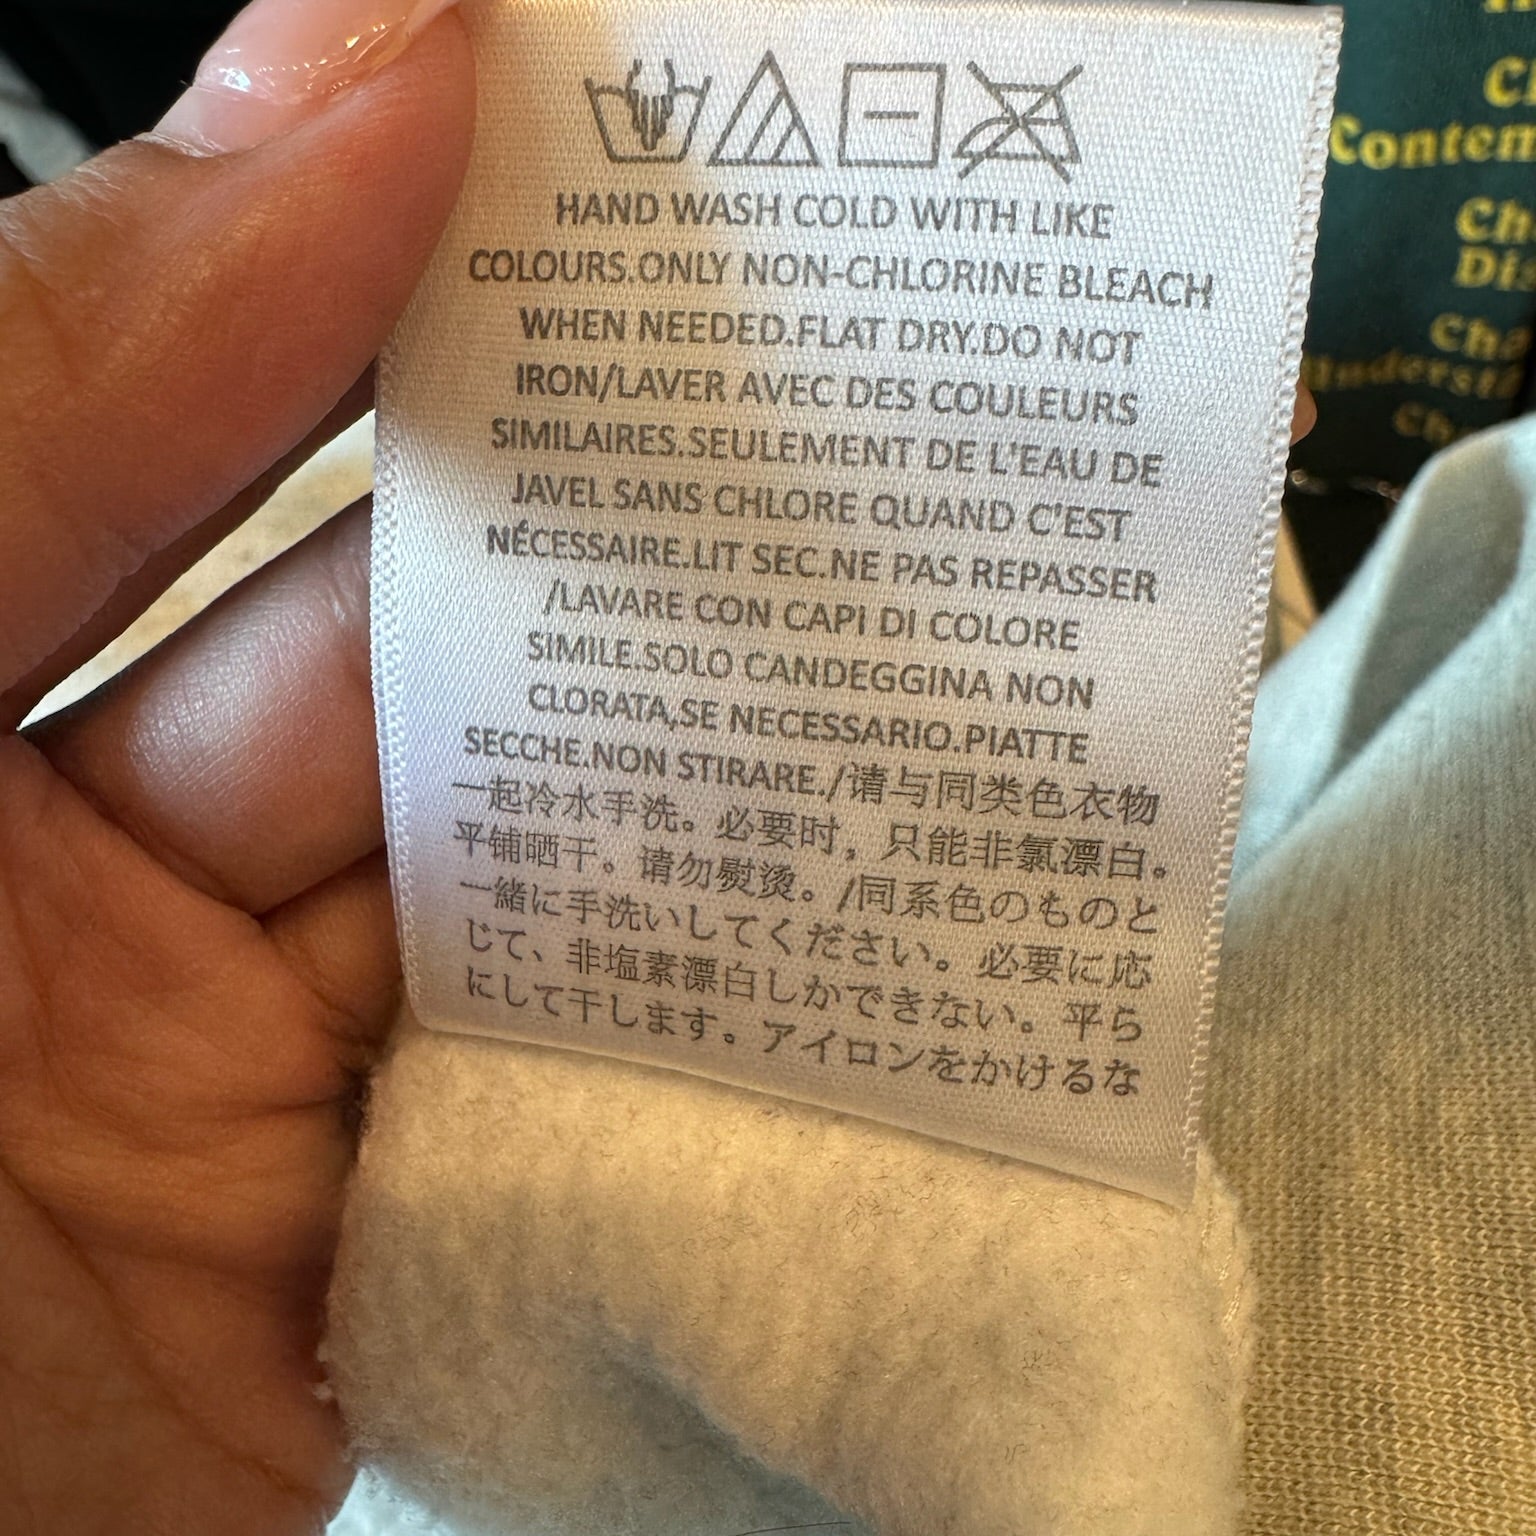 HAND WASH COLD WITH LIKE
COLOURS.ONLY NON-CHLORINE BLEACH
WHEN NEEDED.FLAT DRY.DO NOT
IRON/LAVER AVEC DES COULEURS
SIMILAIRES.SEULEMENT DE L'EAU DE
JAVEL SANS CHLORE QUAND C'EST
NÉCESSAIRE.LIT SEC.NE PAS REPASSER
/LAVARE CON CAPI DI COLORE
SIMILE.SOLO CANDEGGINA NON
CLORATA,SE NECESSARIO.PIATTE
SECCHE.NON STIRARE./请与同类色衣物
一起冷水手洗。必要时，只能非氯漂白。
平铺晒干。请勿熨烫。/同系色のものと
一緒に手洗いしてください。必要に応
じて、非塩素漂白しかできない。平ら
にして干します。アイロンをかけるな
Contem